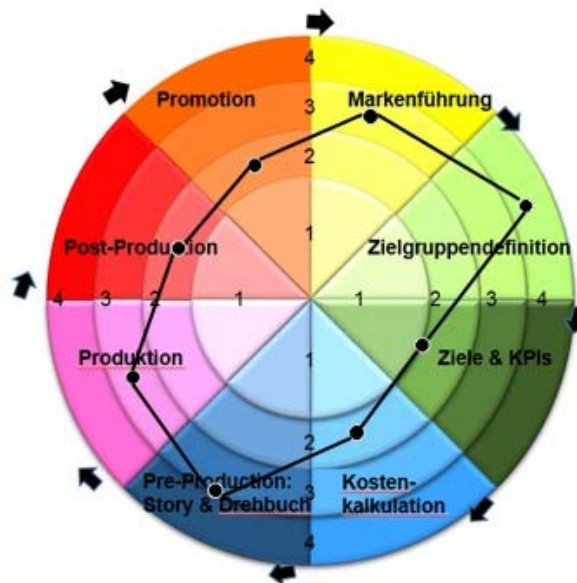 4
Promotion
3
Markenführung
2
1
Post-Production
Zielgruppendefinition
4 3 2 1
1 2 3 4
Produktion
1
Ziele & KPIs
2
Pre-Production:
Story & Drehbuch
3
Kosten-
kalkulation
4